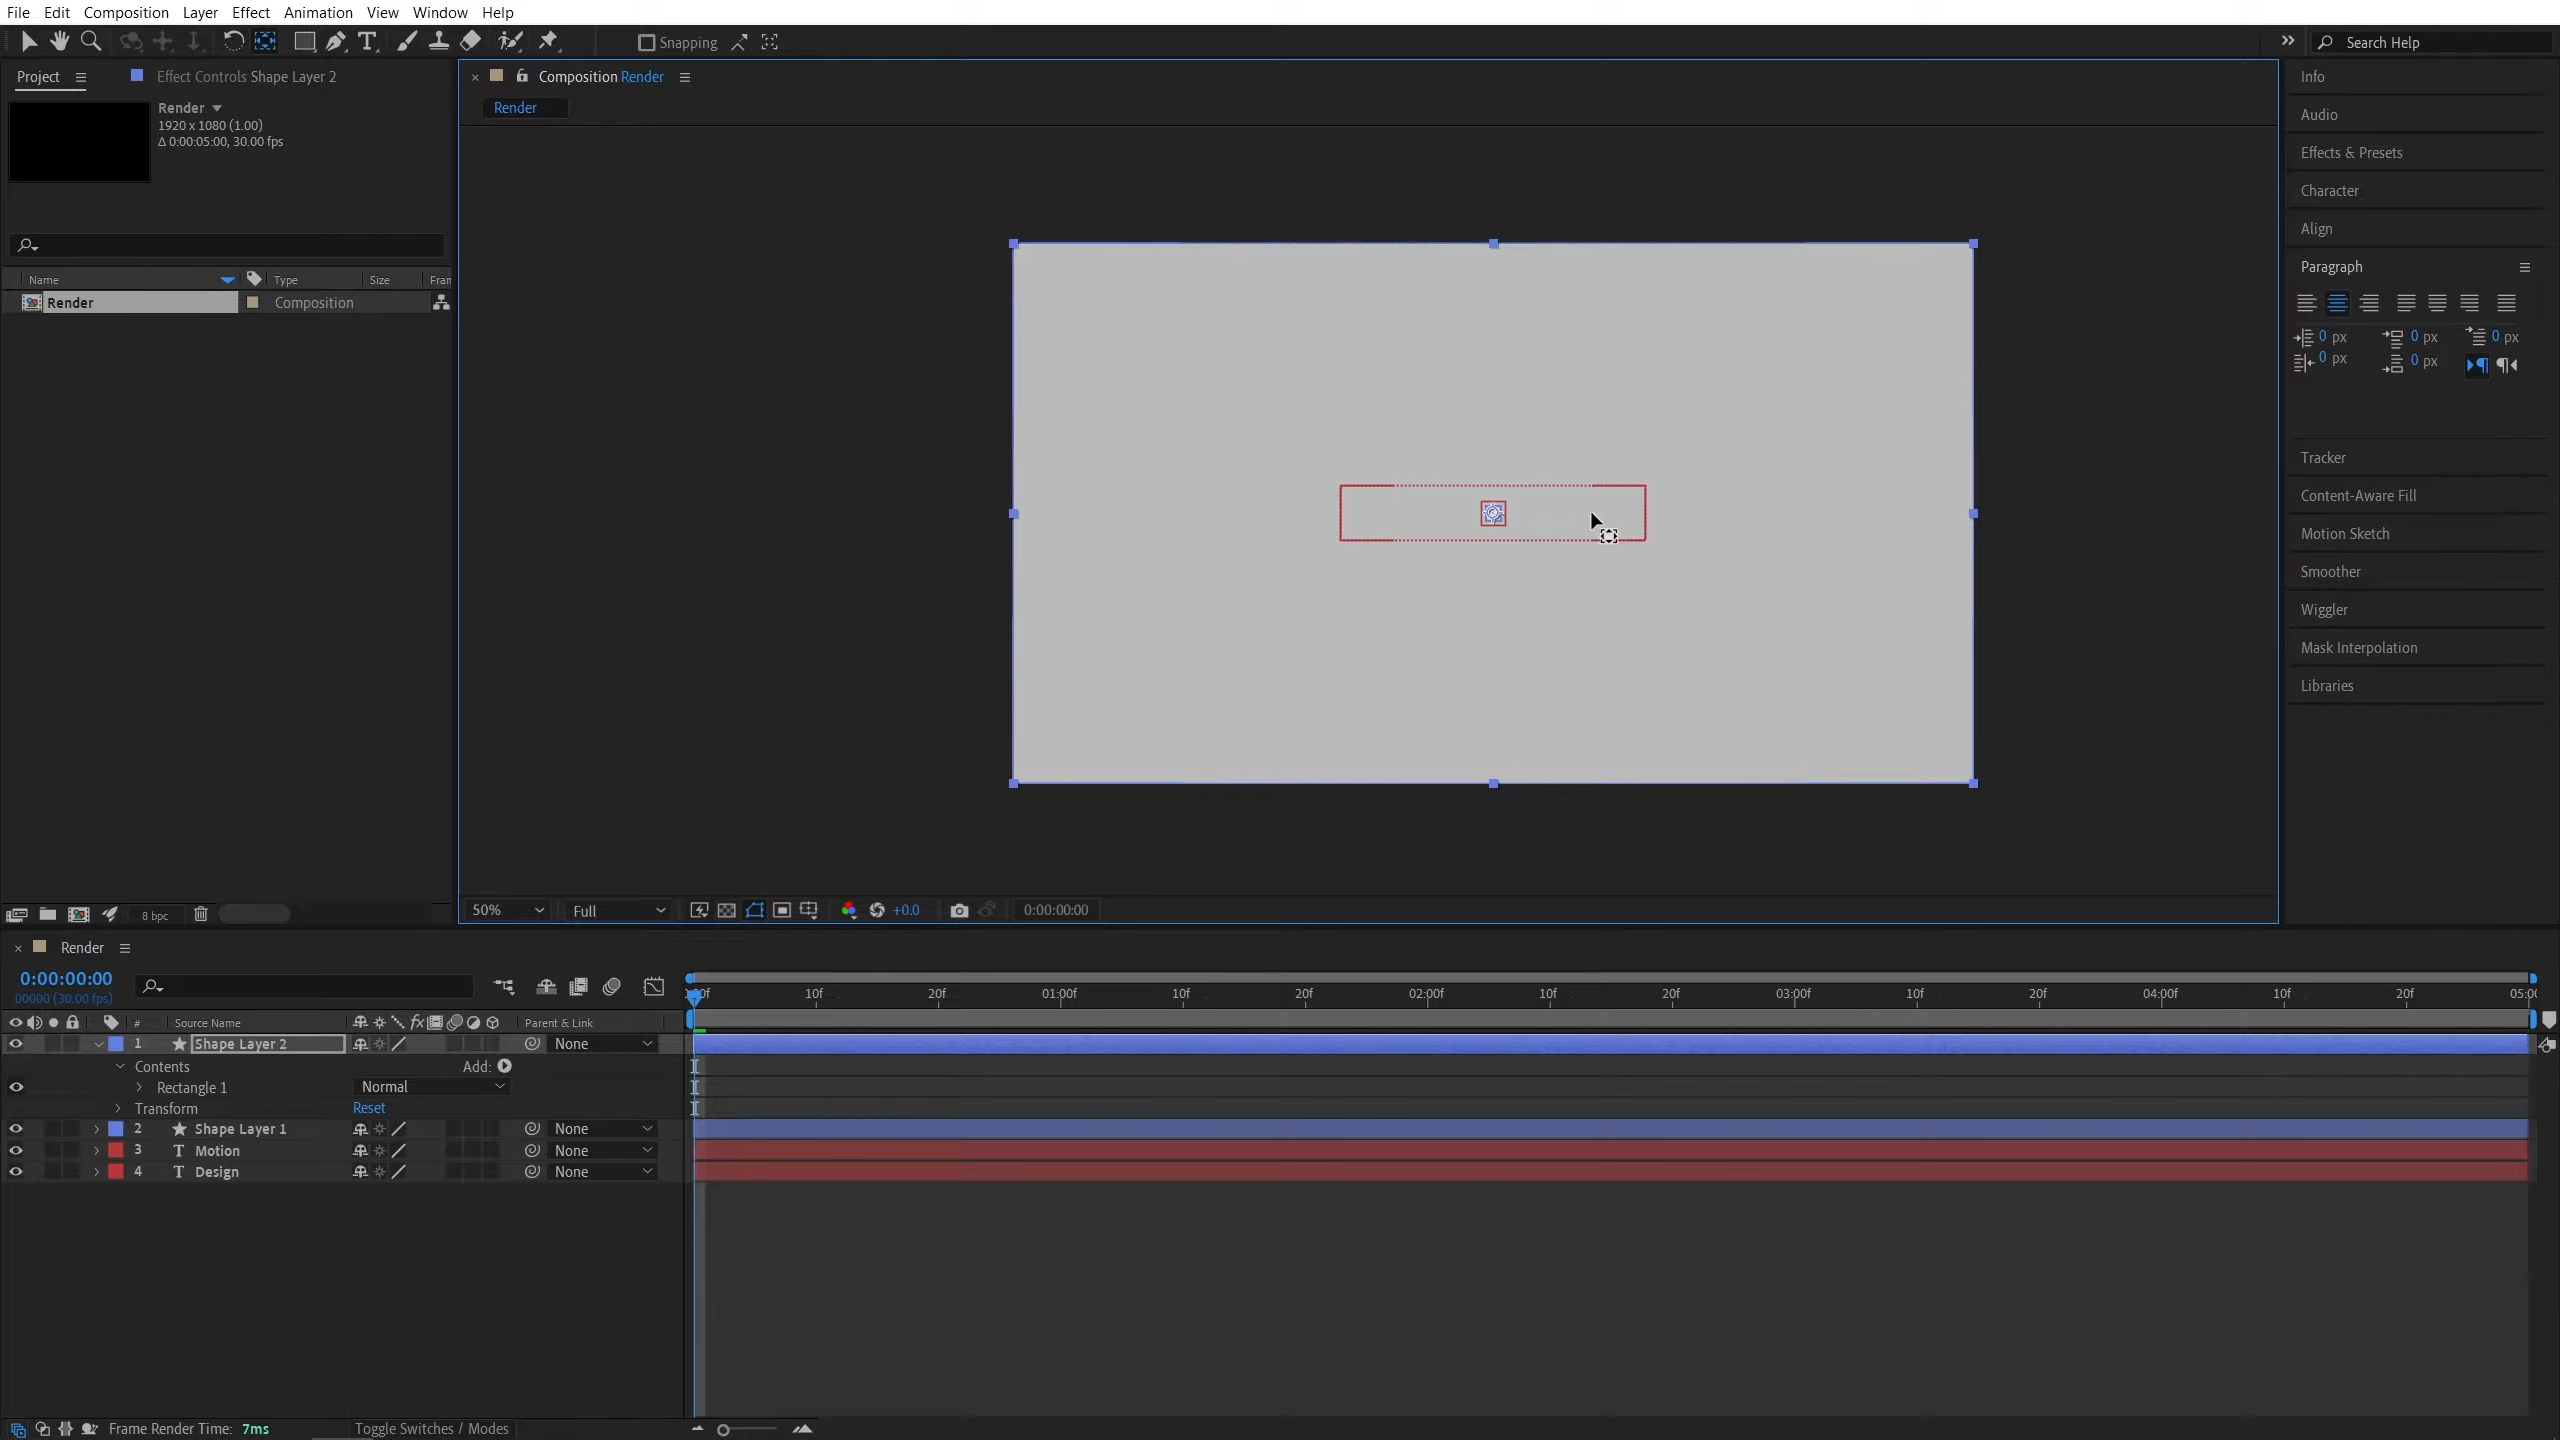 File Edit Composition Layer Effect Animation View Window Help
Snapping
Search Help
Project
Effect Controls Shape Layer 2
Composition Render
Render
Render
1920 x 1080 (1.00)
Δ 0:00:05:00, 30.00 fps
Name Type Size Fran
Render Composition
8 bpc
50% Full +0.0 0:00:00:00
Info
Audio
Effects & Presets
Character
Align
Paragraph
0 px 0 px 0 px
0 px 0 px
Tracker
Content-Aware Fill
Motion Sketch
Smoother
Wiggler
Mask Interpolation
Libraries
Render
0:00:00:00
00000 (30.00 fps)
:00f 10f 20f 01:00f 10f 20f 02:00f 10f 20f 03:00f 10f 20f 04:00f 10f 20f 05:00
# Source Name fx Parent & Link
1 Shape Layer 2 None
Contents Add:
Rectangle 1 Normal
Transform Reset
2 Shape Layer 1 None
3 T Motion None
4 T Design None
Frame Render Time: 7ms Toggle Switches / Modes